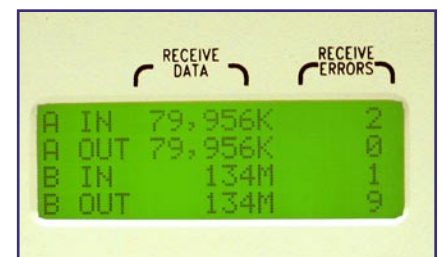 RECEIVE DATA
RECEIVE ERRORS
A IN 79,956K 2
A OUT 79,956K 0
B IN 134M 1
B OUT 134M 9